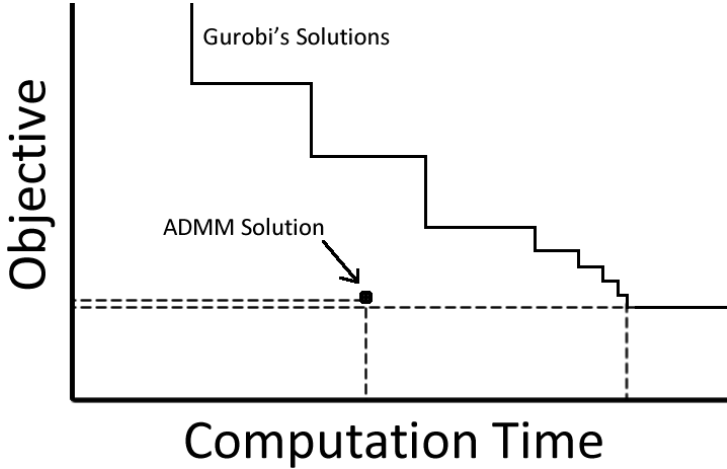 Gurobi's Solutions
Objective
ADMM Solution
Computation Time